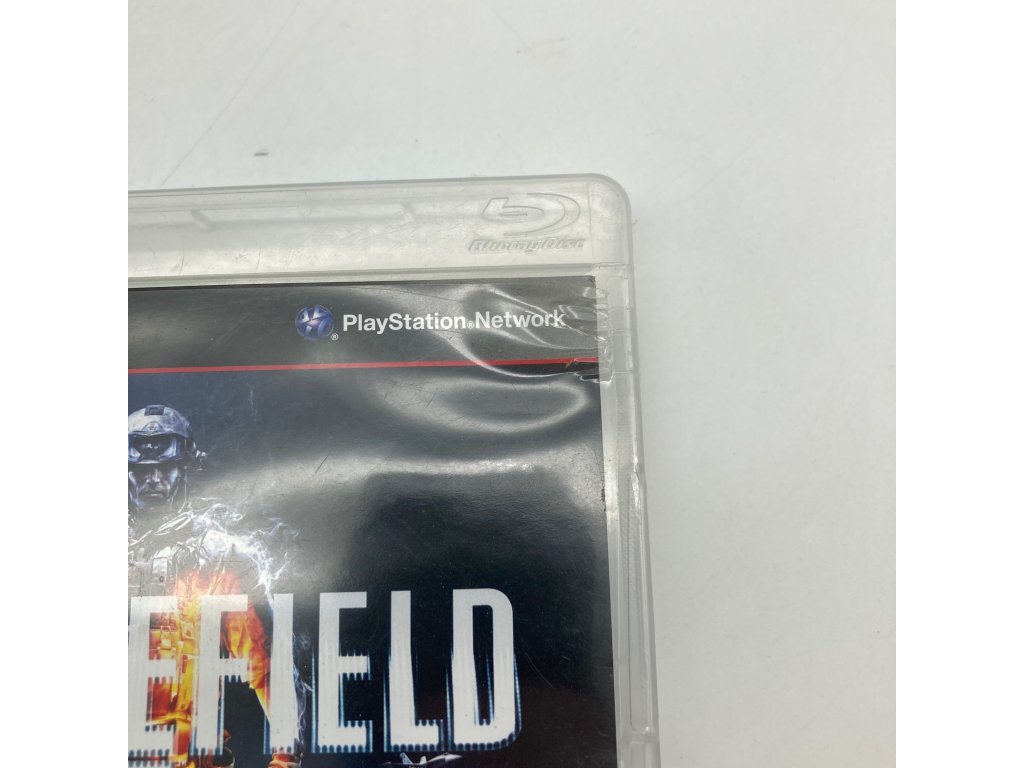 Blu-ray Disc
PlayStation®Network
EFIELD